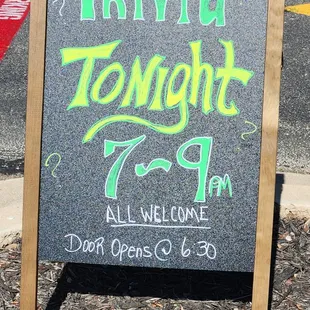 Trivia
Tonight
7-9PM
ALL WELCOME
Door Opens @ 6:30